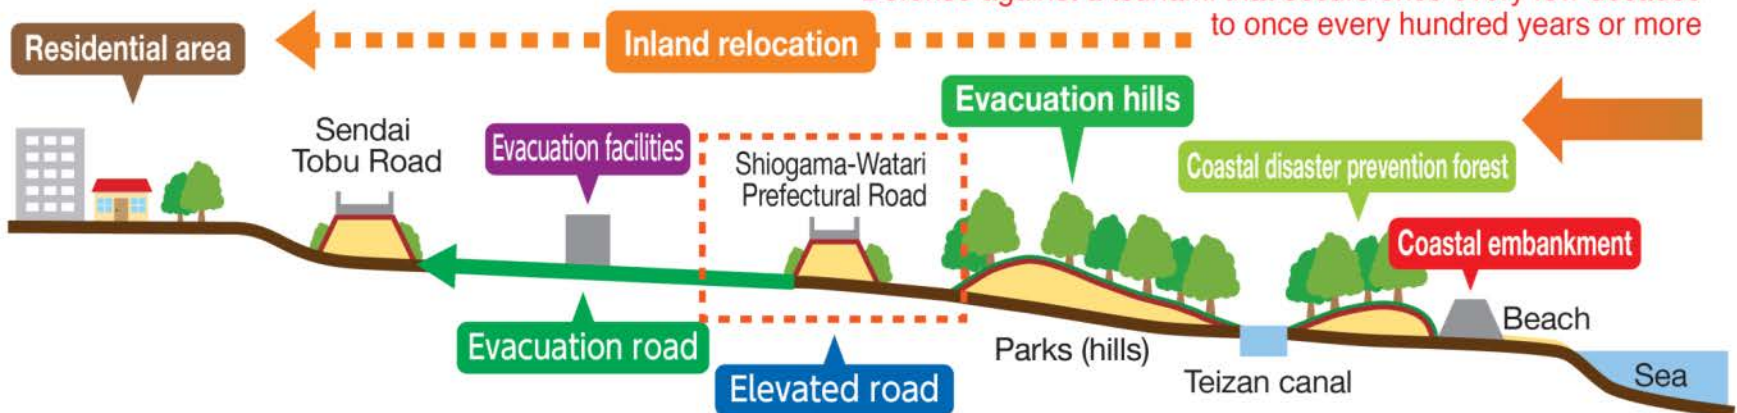 to once every hundred years or more
Residential area
Inland relocation
Evacuation hills
Sendai
Tobu Road
Evacuation facilities
Shiogama-Watari
Prefectural Road
Coastal disaster prevention forest
Coastal embankment
Evacuation road
Elevated road
Parks (hills)
Teizan canal
Beach
Sea